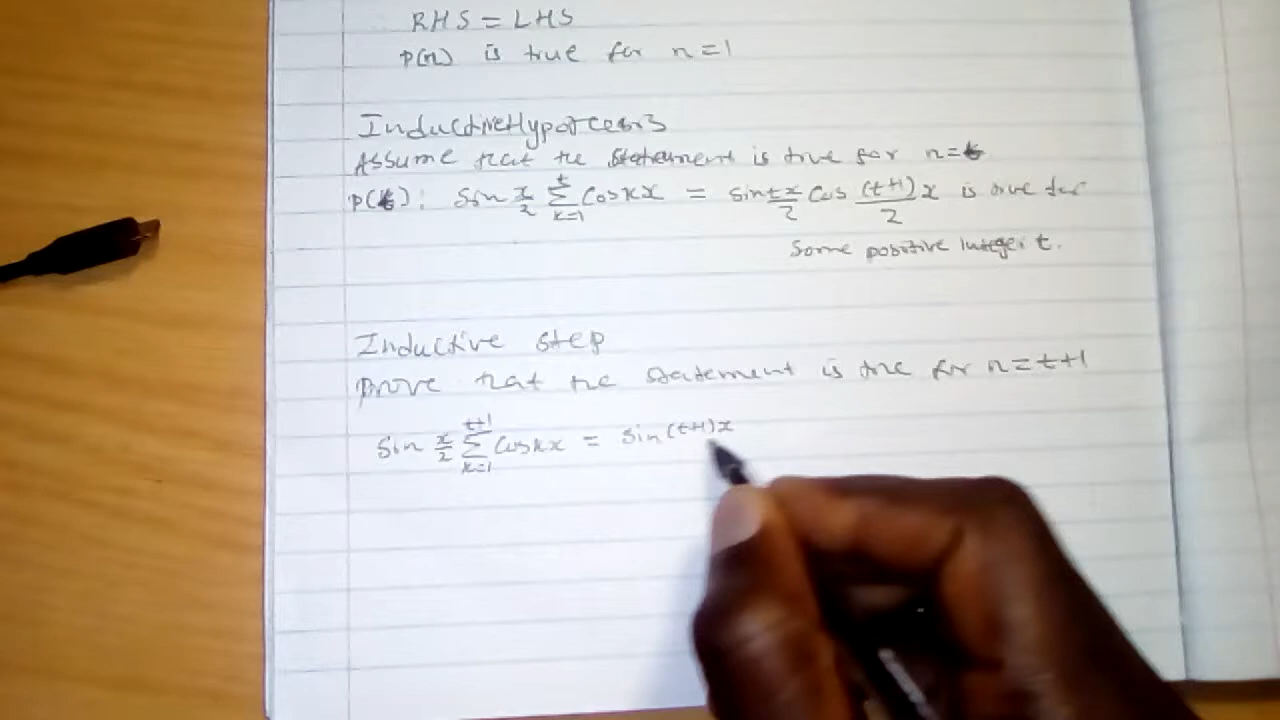 RHS = LHS
P(n) is true for n=1
Inductive Hypotcesis
Assume that the statement is true for n=t
P(t): Sin x/2 Σ_{k=1}^{t} Cos kx = sin tx/2 Cos (t+1)x/2 is true for
Some positive integer t.
Inductive step
prove that the statement is true for n=t+1
Sin x/2 Σ_{k=1}^{t+1} Cos kx = sin (t+1)x